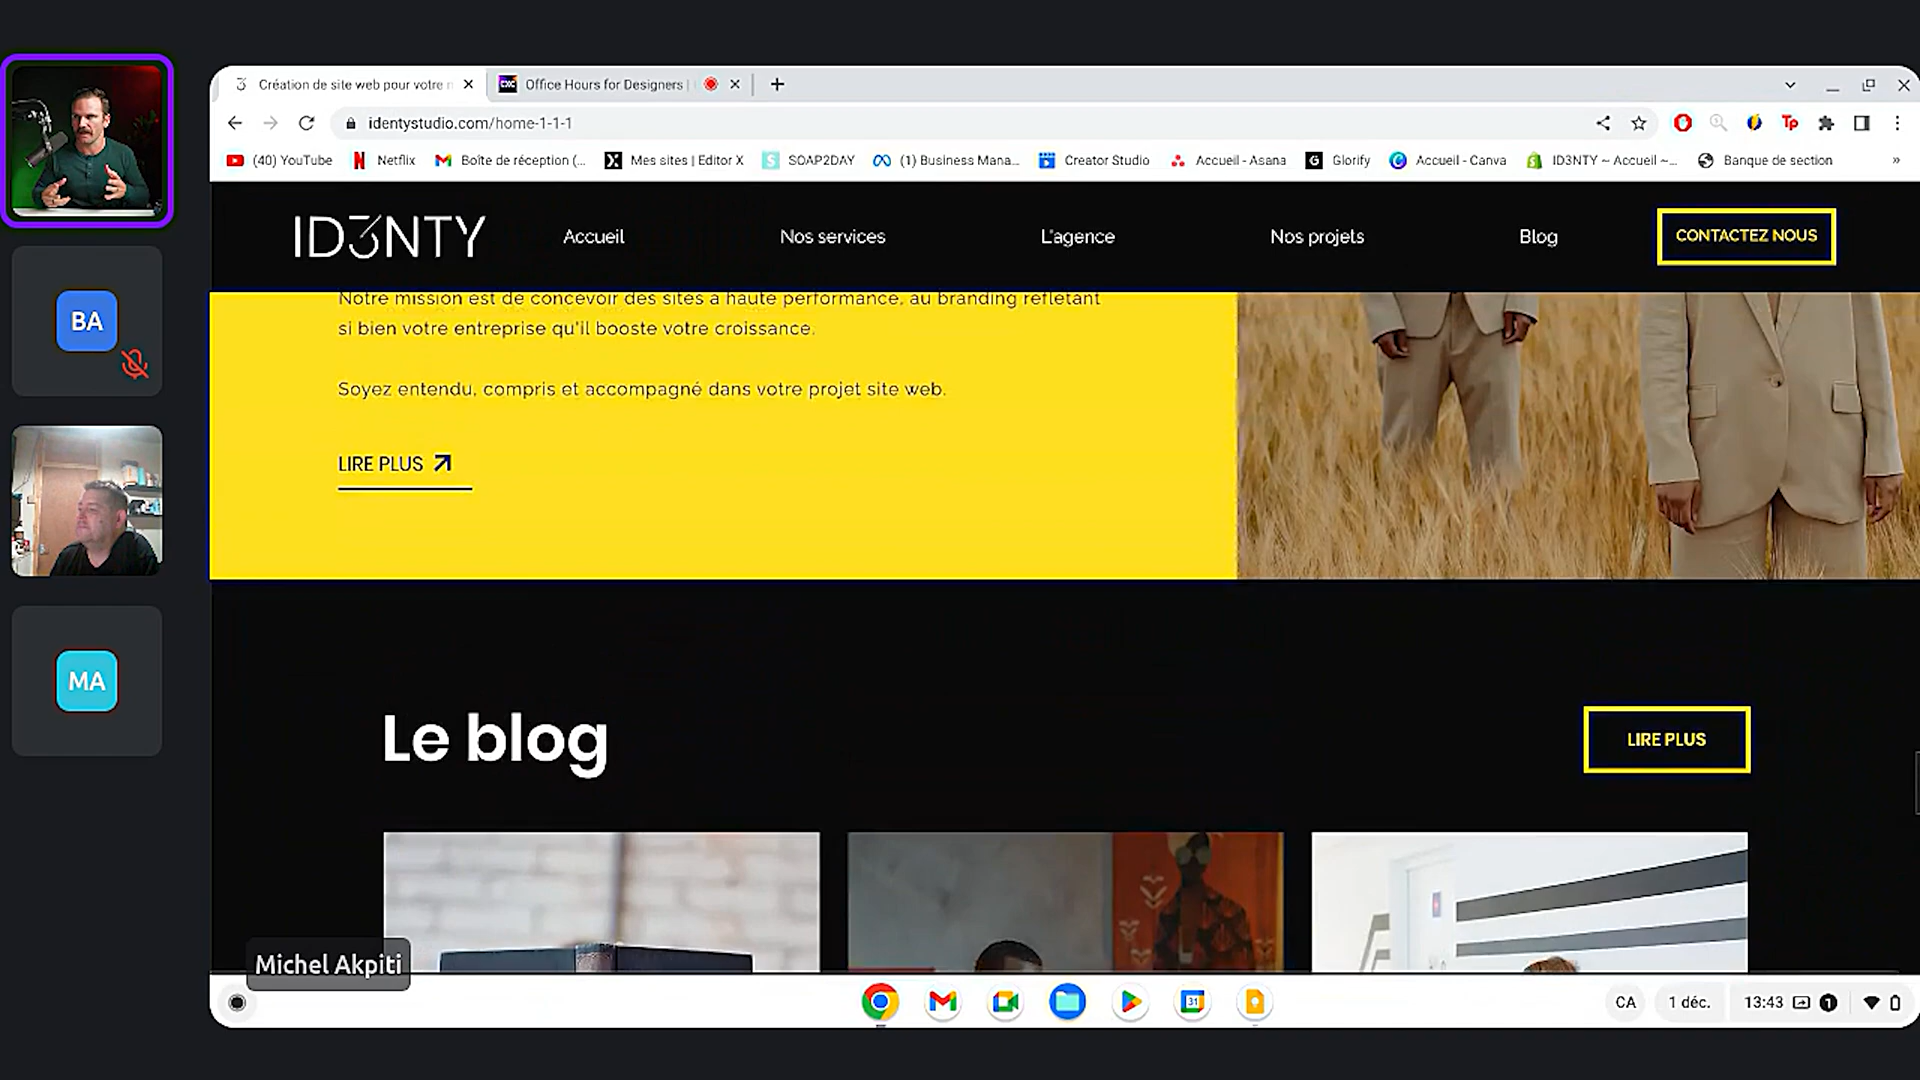 Création de site web pour votre n
CXC
Office Hours for Designers |
identystudio.com/home-1-1-1
Tp
(40) YouTube
Netflix
Boîte de réception (...
Mes sites | Editor X
S
SOAP2DAY
(1) Business Mana...
Creator Studio
Accueil - Asana
G
Glorify
C
Accueil - Canva
ID3NTY ~ Accueil ~...
Banque de section
»
ID3NTY
Accueil
Nos services
L'agence
Nos projets
Blog
CONTACTEZ NOUS
Notre mission est de concevoir des sites à haute performance, au branding reflétant
si bien votre entreprise qu'il booste votre croissance.
Soyez entendu, compris et accompagné dans votre projet site web.
LIRE PLUS
BA
MA
Le blog
LIRE PLUS
Michel Akpiti
31
CA
1 déc.
13:43
1